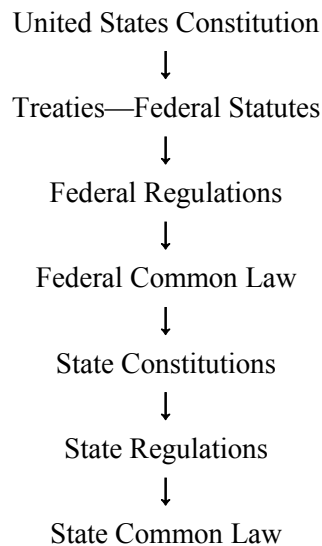 United States Constitution
Treaties—Federal Statutes
Federal Regulations
Federal Common Law
State Constitutions
State Regulations
State Common Law